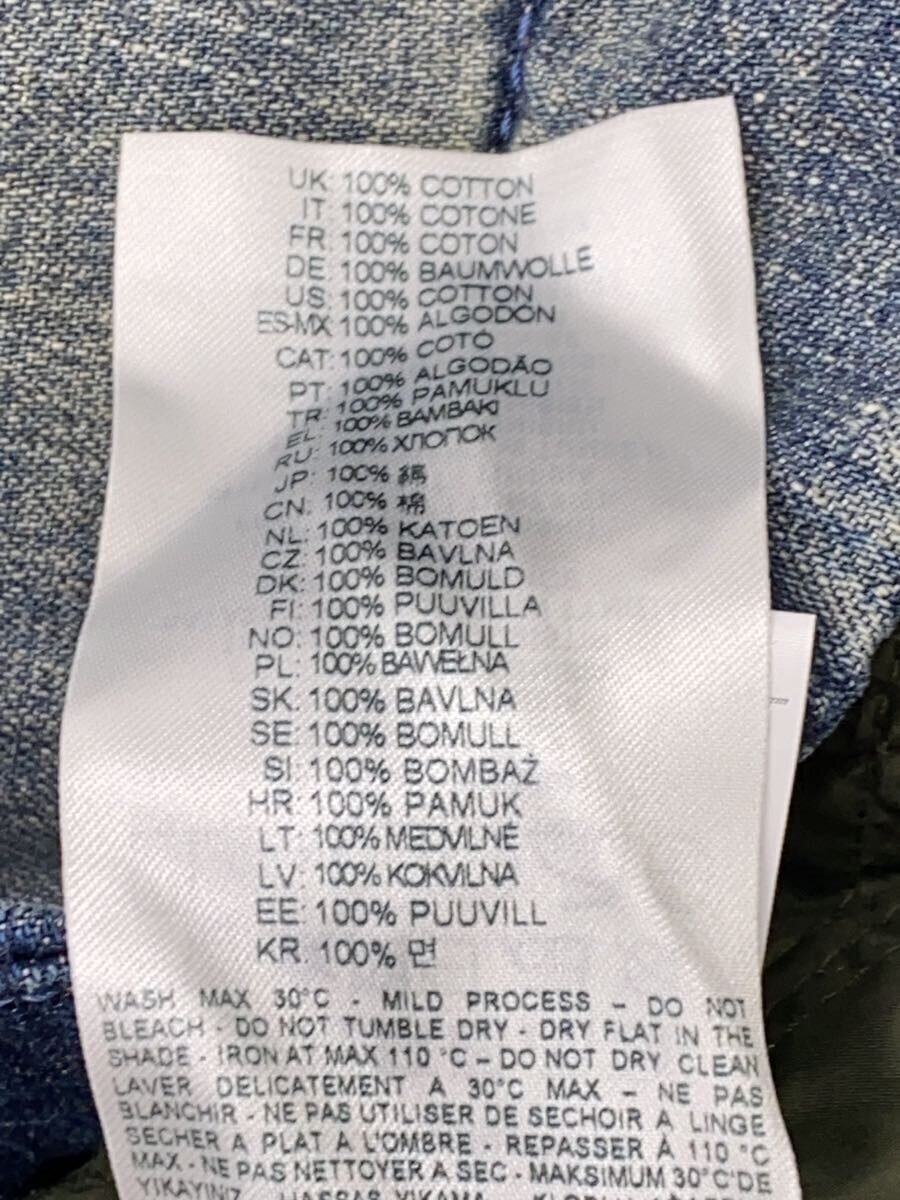 UK: 100% COTTON
IT: 100% COTONE
FR: 100% COTON
DE: 100% BAUMWOLLE
US: 100% COTTON
ES-MX: 100% ALGODÓN
CAT: 100% COTÓ
PT: 100% ALGODÃO
TR: 100% PAMUKLU
EL: 100% BAMBAKI
RU: 100% ХЛОПОК
JP: 100% 綿
CN: 100% 棉
NL: 100% KATOEN
CZ: 100% BAVLNA
DK: 100% BOMULD
FI: 100% PUUVILLA
NO: 100% BOMULL
PL: 100% BAWEŁNA
SK: 100% BAVLNA
SE: 100% BOMULL
SI: 100% BOMBAŽ
HR: 100% PAMUK
LT: 100% MEDVILNĖ
LV: 100% KOKVILNA
EE: 100% PUUVILL
KR: 100% 면
WASH MAX 30°C - MILD PROCESS – DO NOT
BLEACH - DO NOT TUMBLE DRY - DRY FLAT IN THE
SHADE - IRON AT MAX 110 °C – DO NOT DRY CLEAN
LAVER DELICATEMENT A 30°C MAX – NE PAS
BLANCHIR - NE PAS UTILISER DE SECHOIR A LINGE
SECHER A PLAT A L'OMBRE - REPASSER À 110 °C
MAX - NE PAS NETTOYER A SEC - MAKSIMUM 30°C'DE
YIKAYINIZ - HASSAS YIKAMA -